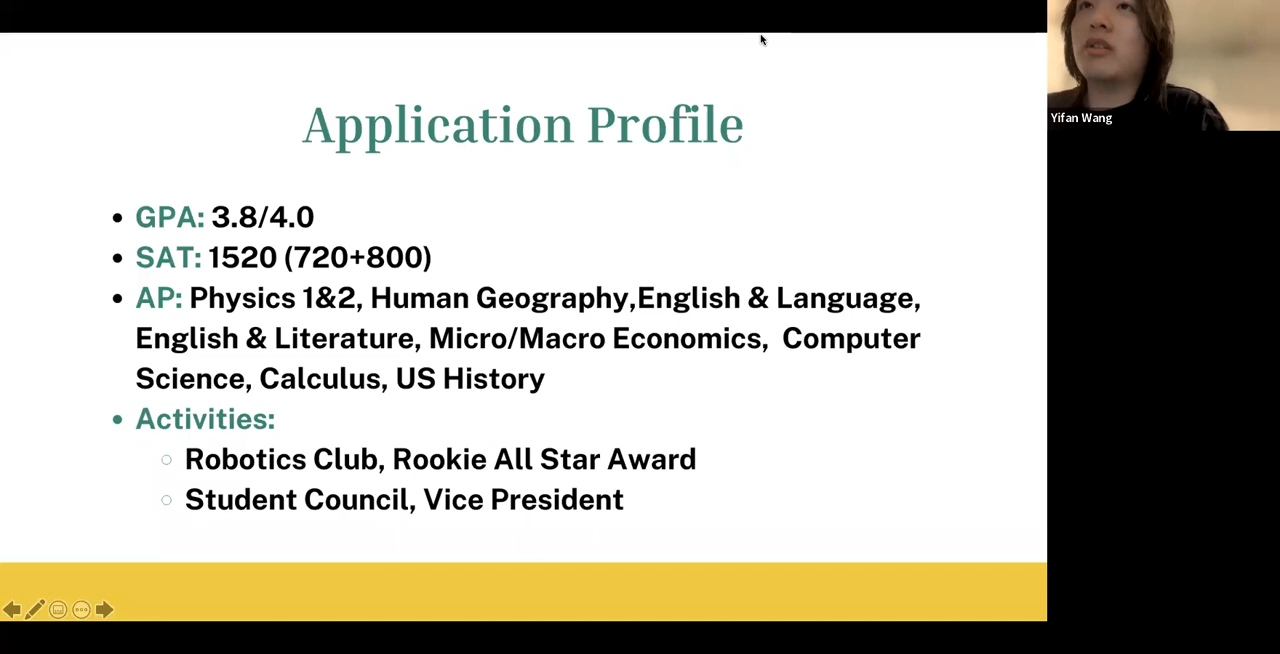 Application Profile
GPA: 3.8/4.0
SAT: 1520 (720+800)
AP: Physics 1&2, Human Geography,English & Language,
English & Literature, Micro/Macro Economics, Computer
Science, Calculus, US History
Activities:
Robotics Club, Rookie All Star Award
Student Council, Vice President
Yifan Wang